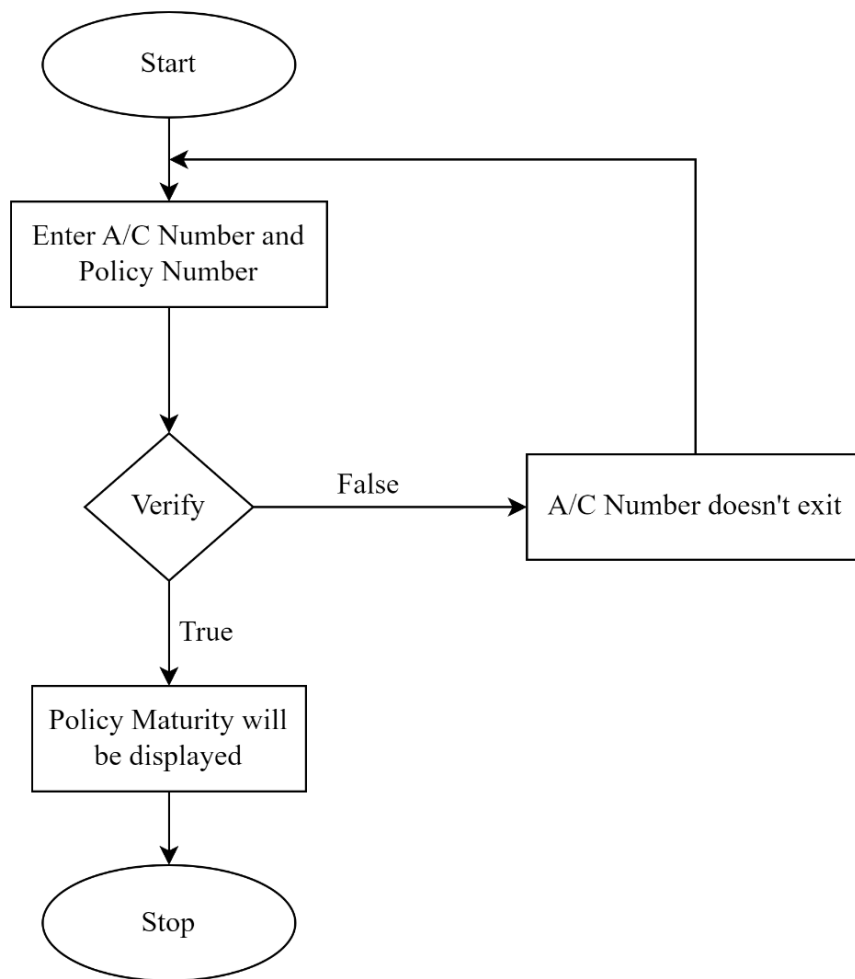 Start
Enter A/C Number and
Policy Number
Verify
False
A/C Number doesn't exit
True
Policy Maturity will
be displayed
Stop